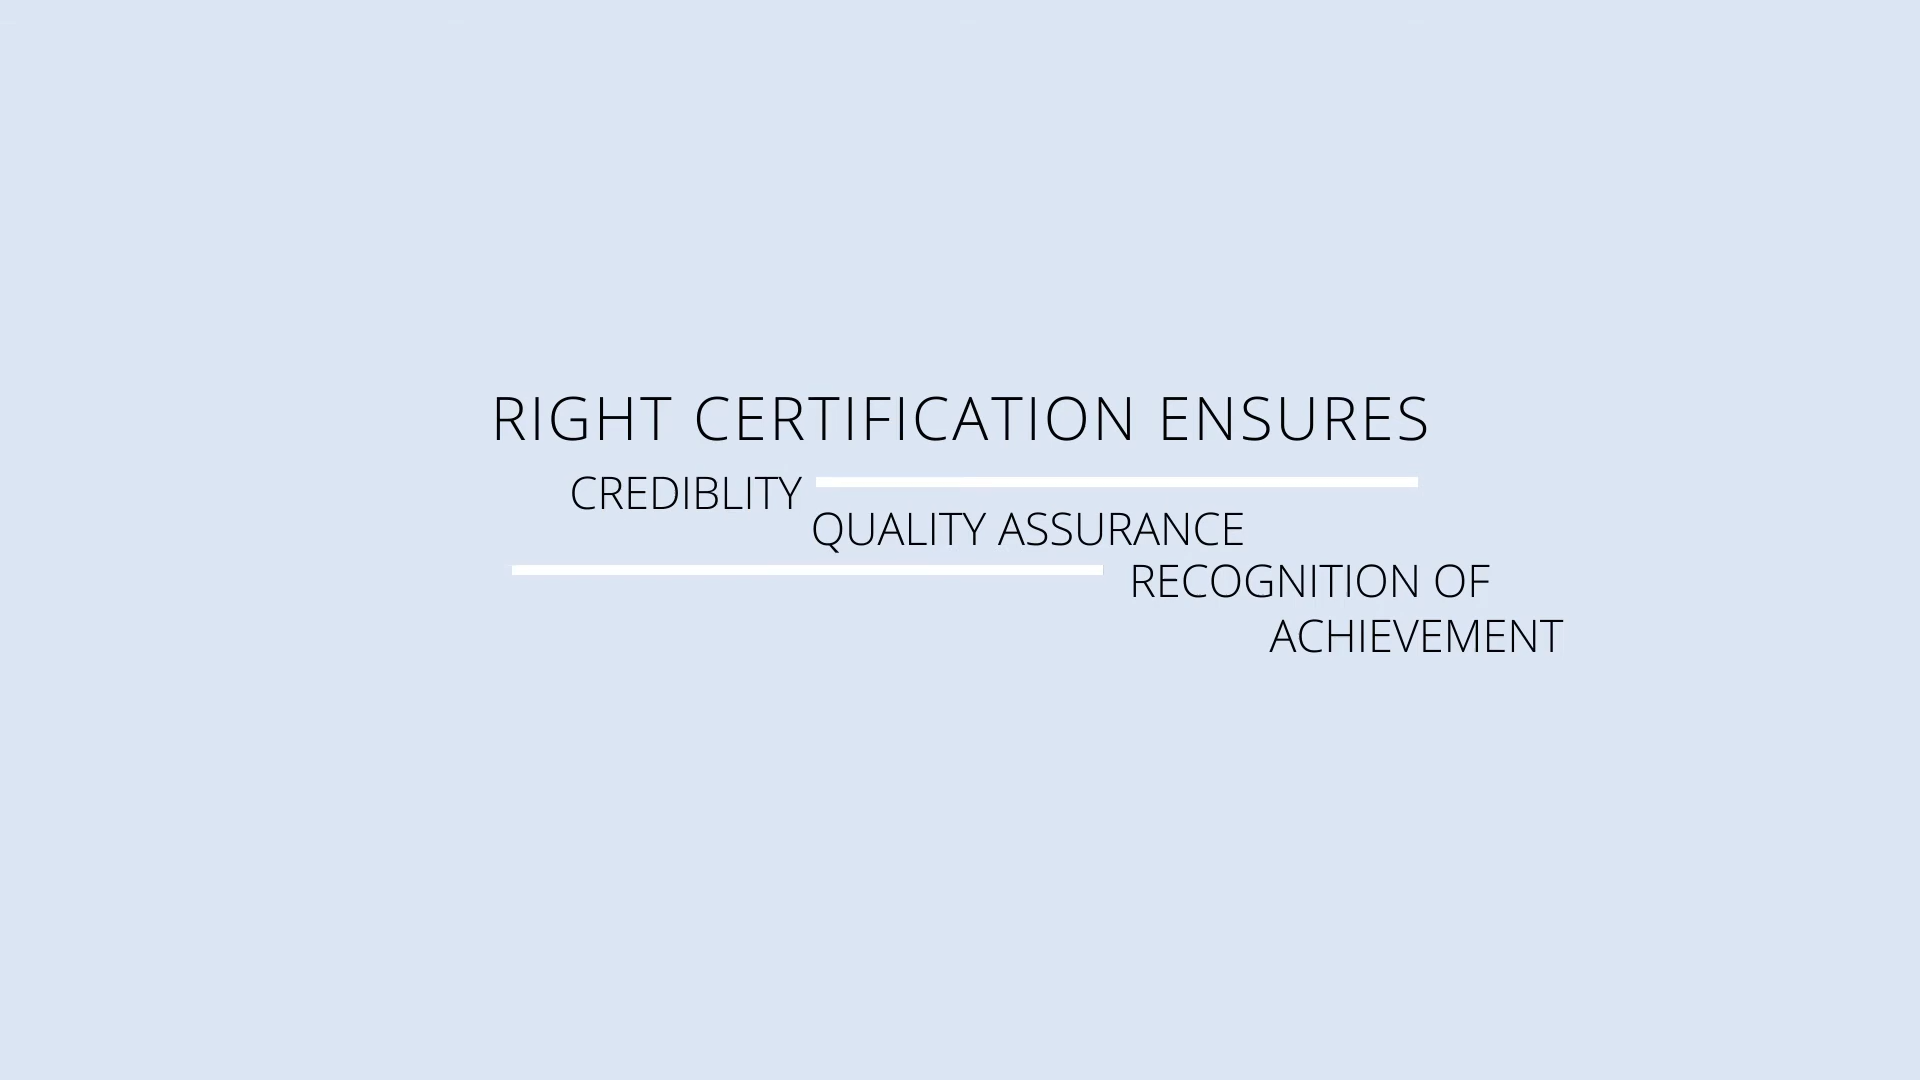 RIGHT CERTIFICATION ENSURES
CREDIBLITY
QUALITY ASSURANCE
RECOGNITION OF
ACHIEVEMENT